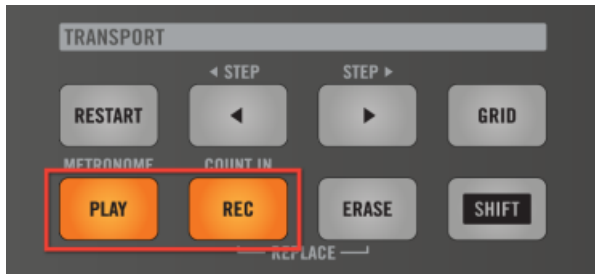 TRANSPORT
◀ STEP STEP ▶
RESTART ◀ ▶ GRID
METRONOME COUNT IN
PLAY REC ERASE SHIFT
REPLACE